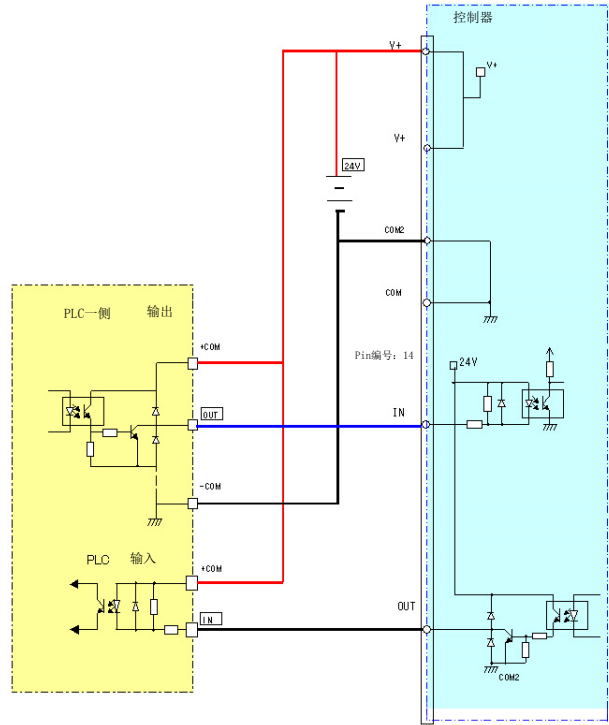 控制器
V+
V+
V+
24V
COM2
COM
PLC一侧 输出
+COM
Pin编号：14
24V
OUT
IN
-COM
PLC 输入
+COM
OUT
IN
COM2